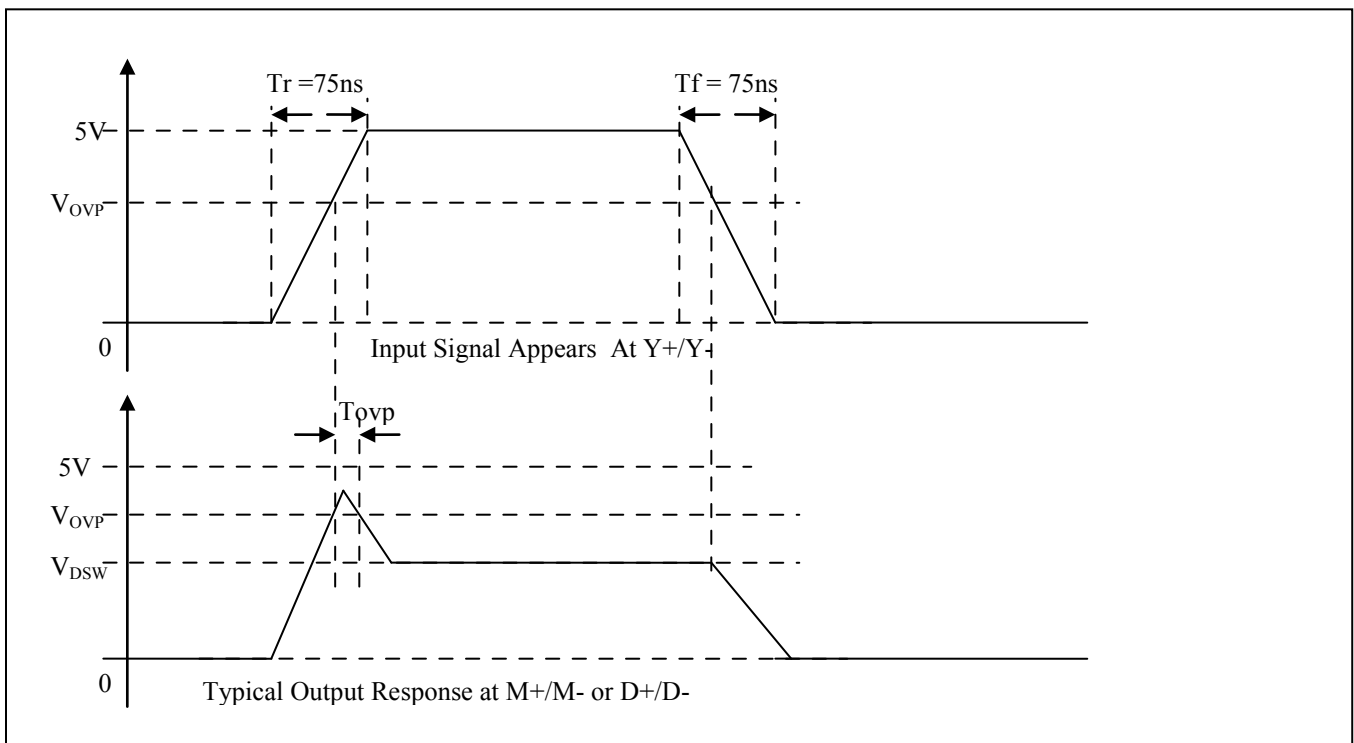 Tr =75ns
Tf = 75ns
5V
VOVP
0
Input Signal Appears At Y+/Y-
Tovp
5V
VOVP
VDSW
0
Typical Output Response at M+/M- or D+/D-